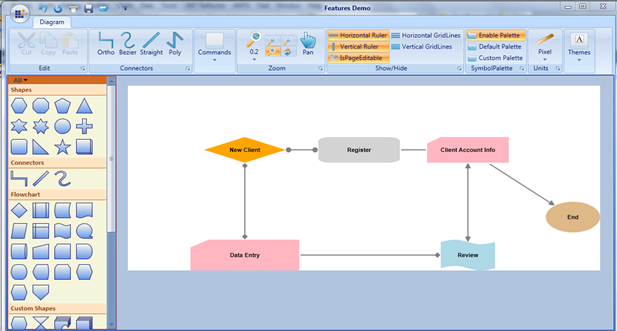 Features Demo
Diagram
Cut Copy Paste
Edit
Ortho Bezier Straight Poly
Connectors
Commands
0.2
Pan
Zoom
Horizontal Ruler Horizontal GridLines
Vertical Ruler Vertical GridLines
IsPageEditable
Show/Hide
Enable Palette
Default Palette
Custom Palette
SymbolPalette
Pixel
Units
Themes
All
Shapes
Connectors
Flowchart
Custom Shapes
New Client
Register
Client Account Info
End
Data Entry
Review